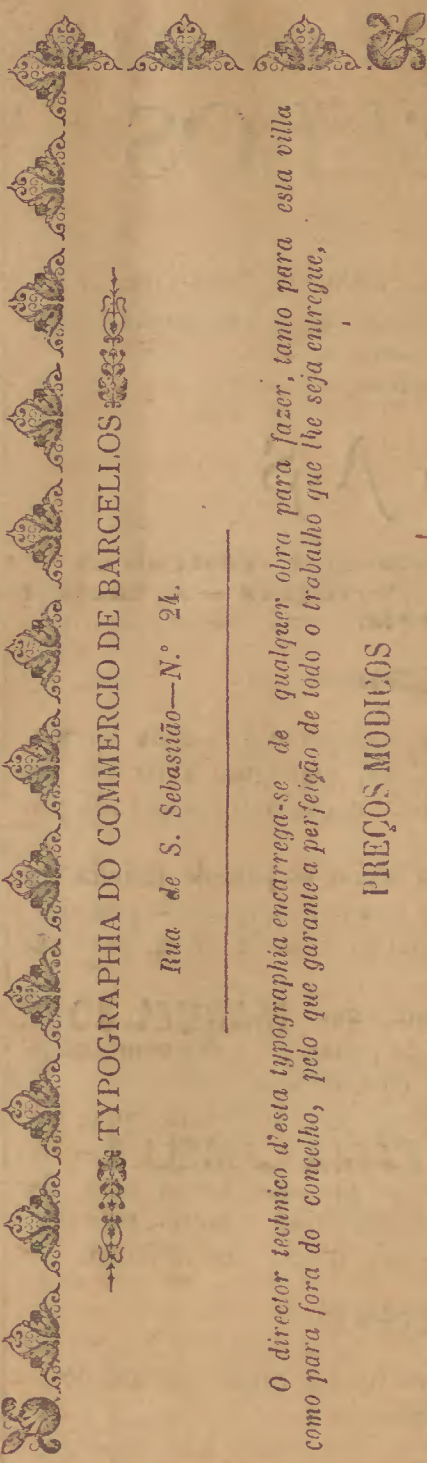 TYPOGRAPHIA DO COMMERCIO DE BARCELLOS
Rua de S. Sebastião—N.º 24.
O director technico d'esta typographia encarrega-se de qualquer obra para fazer, tanto para esta villa
como para fora do concelho, pelo que garante a perfeição de todo o trabalho que lhe seja entregue,
PREÇOS MODICOS